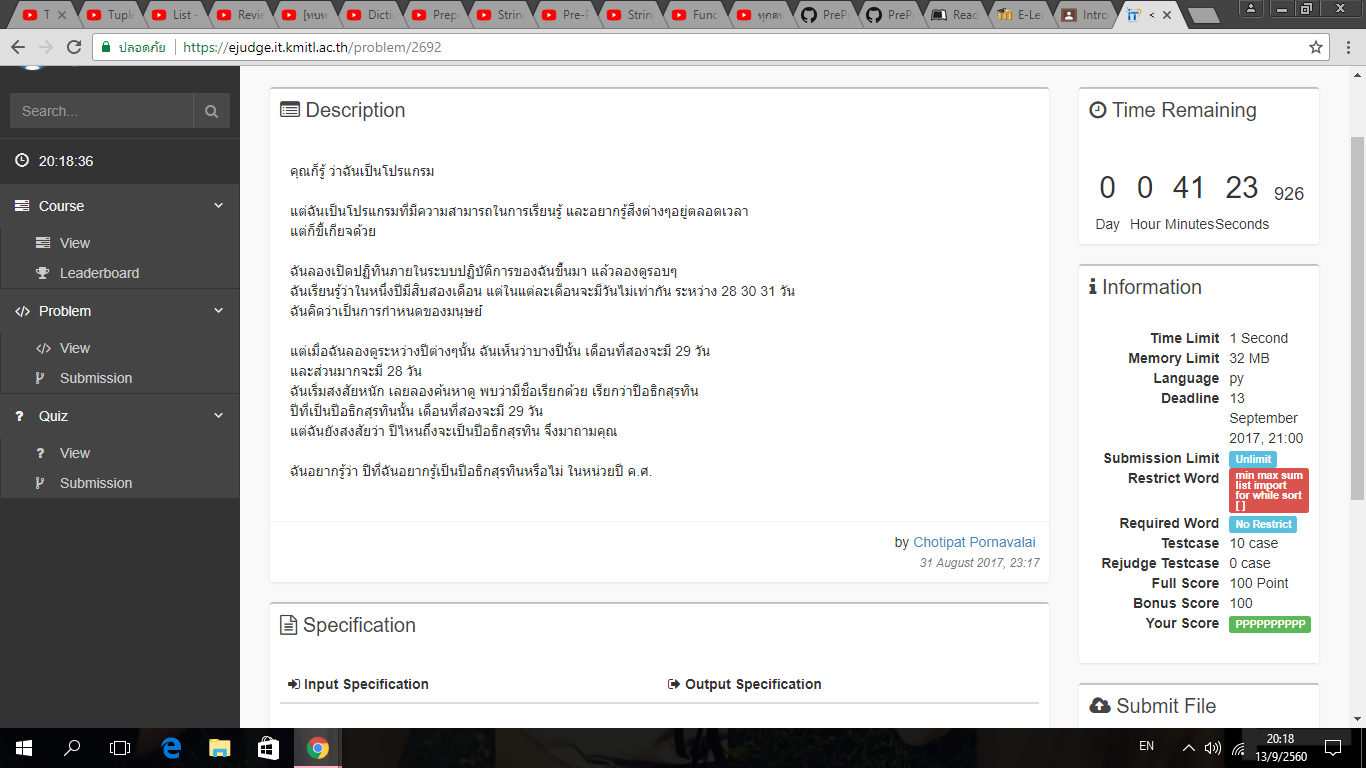 T
Tuple
List -
Revie
[ทบท
Dictio
Prepr
String
Pre-P
String
Func
ทุกคน
PrePr
PrePr
Read
E-Lea
Intro
<
ปลอดภัย
https://ejudge.it.kmitl.ac.th/problem/2692
Search...
20:18:36
Course
View
Leaderboard
Problem
View
Submission
Quiz
View
Submission
Description
คุณก็รู้ ว่าฉันเป็นโปรแกรม
แต่ฉันเป็นโปรแกรมที่มีความสามารถในการเรียนรู้ และอยากรู้สิ่งต่างๆอยู่ตลอดเวลา
แต่ก็ขี้เกียจด้วย
ฉันลองเปิดปฏิทินภายในระบบปฏิบัติการของฉันขึ้นมา แล้วลองดูรอบๆ
ฉันเรียนรู้ว่าในหนึ่งปีมีสิบสองเดือน แต่ในแต่ละเดือนจะมีวันไม่เท่ากัน ระหว่าง 28 30 31 วัน
ฉันคิดว่าเป็นการกำหนดของมนุษย์
แต่เมื่อฉันลองดูระหว่างปีต่างๆนั้น ฉันเห็นว่าบางปีนั้น เดือนที่สองจะมี 29 วัน
และส่วนมากจะมี 28 วัน
ฉันเริ่มสงสัยหนัก เลยลองค้นหาดู พบว่ามีชื่อเรียกด้วย เรียกว่าปีอธิกสุรทิน
ปีที่เป็นปีอธิกสุรทินนั้น เดือนที่สองจะมี 29 วัน
แต่ฉันยังสงสัยว่า ปีไหนถึงจะเป็นปีอธิกสุรทิน จึงมาถามคุณ
ฉันอยากรู้ว่า ปีที่ฉันอยากรู้เป็นปีอธิกสุรทินหรือไม่ ในหน่วยปี ค.ศ.
by Chotipat Pornavalai
31 August 2017, 23:17
Specification
Input Specification
Output Specification
Time Remaining
0 0 41 23 926
Day Hour Minutes Seconds
Information
Time Limit 1 Second
Memory Limit 32 MB
Language py
Deadline 13
September
2017, 21:00
Submission Limit Unlimit
Restrict Word min max sum
list import
for while sort
[ ]
Required Word No Restrict
Testcase 10 case
Rejudge Testcase 0 case
Full Score 100 Point
Bonus Score 100
Your Score PPPPPPPPPP
Submit File
EN
20:18
13/9/2560